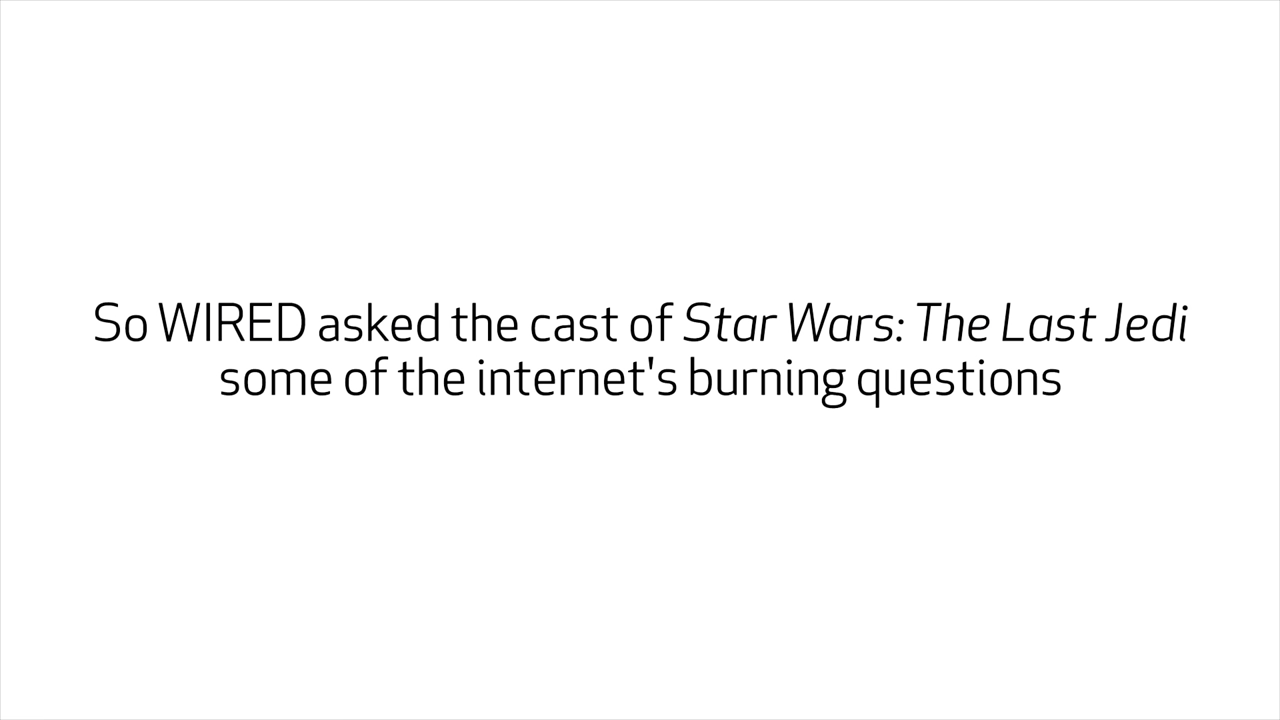 So WIRED asked the cast of Star Wars: The Last Jedi
some of the internet's burning questions